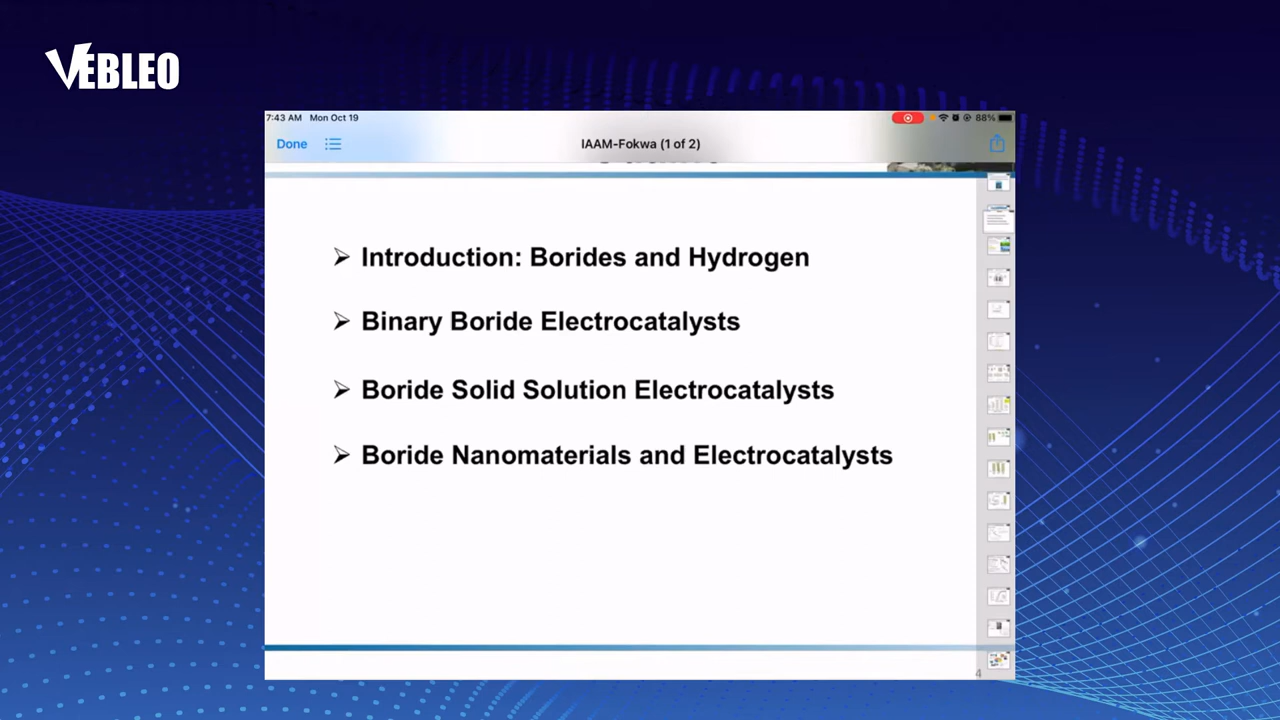 VEBLEO
7:43 AM Mon Oct 19
88%
Done
IAAM-Fokwa (1 of 2)
➢ Introduction: Borides and Hydrogen
➢ Binary Boride Electrocatalysts
➢ Boride Solid Solution Electrocatalysts
➢ Boride Nanomaterials and Electrocatalysts
4